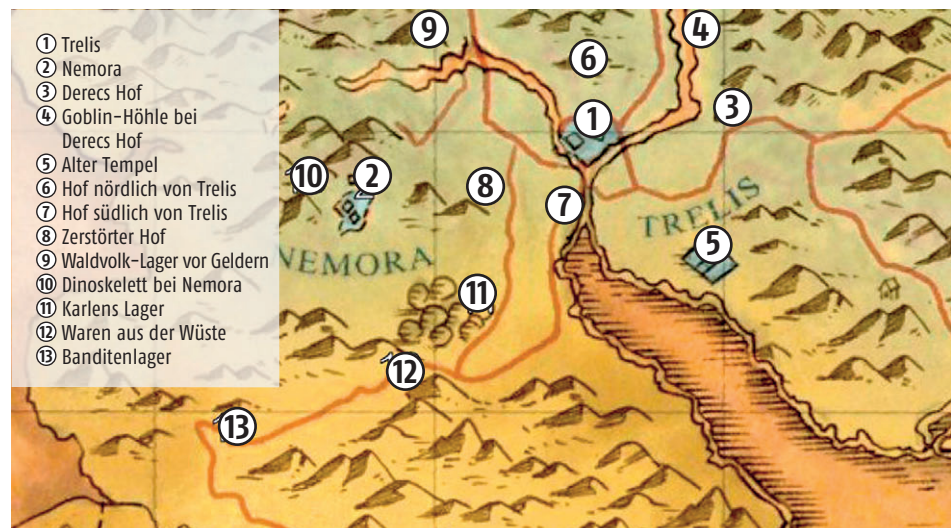 ① Trelis
② Nemora
③ Derecs Hof
④ Goblin-Höhle bei
Derecs Hof
⑤ Alter Tempel
⑥ Hof nördlich von Trelis
⑦ Hof südlich von Trelis
⑧ Zerstörter Hof
⑨ Waldvolk-Lager vor Geldern
⑩ Dinoskelett bei Nemora
⑪ Karlens Lager
⑫ Waren aus der Wüste
⑬ Banditenlager
⑨
④
⑥
③
①
⑩
②
⑧
⑦
TRELIS
⑤
NEMORA
⑪
⑫
⑬